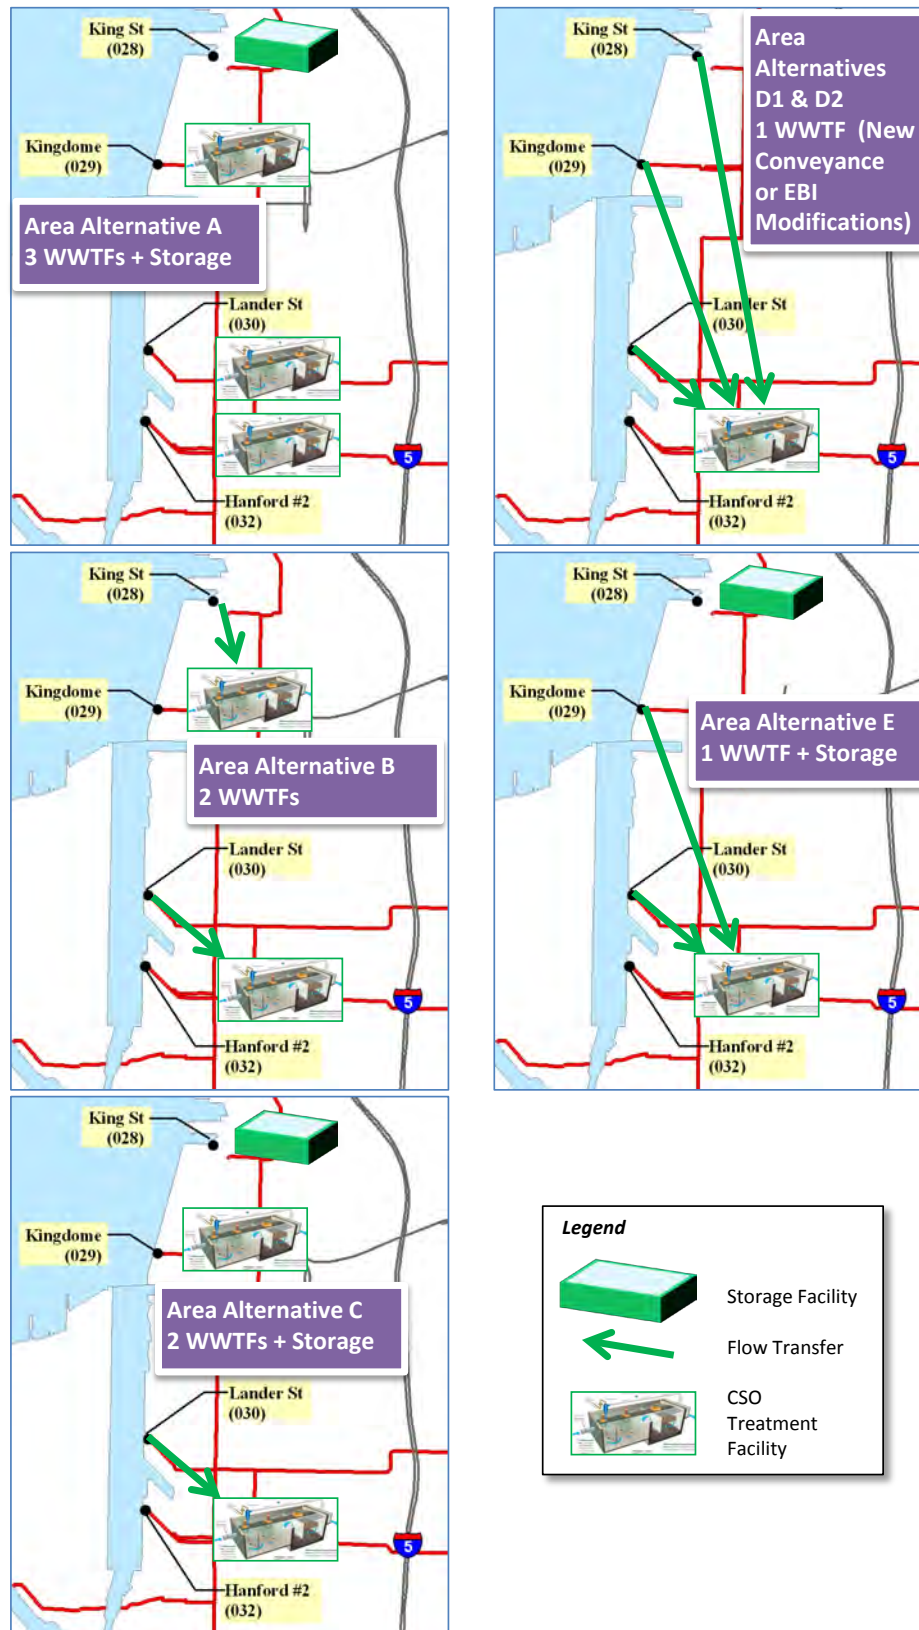 King St
(028)
Kingdome
(029)
Area Alternative A
3 WWTFs + Storage
Lander St
(030)
5
Hanford #2
(032)
King St
(028)
Area
Alternatives
D1 & D2
1 WWTF  (New
Conveyance
or EBI
Modifications)
Kingdome
(029)
Lander St
(030)
5
Hanford #2
(032)
King St
(028)
Kingdome
(029)
Area Alternative B
2 WWTFs
Lander St
(030)
5
Hanford #2
(032)
King St
(028)
Kingdome
(029)
Area Alternative E
1 WWTF + Storage
Lander St
(030)
5
Hanford #2
(032)
King St
(028)
Kingdome
(029)
Area Alternative C
2 WWTFs + Storage
Lander St
(030)
5
Hanford #2
(032)
Legend
Storage Facility
Flow Transfer
CSO
Treatment
Facility